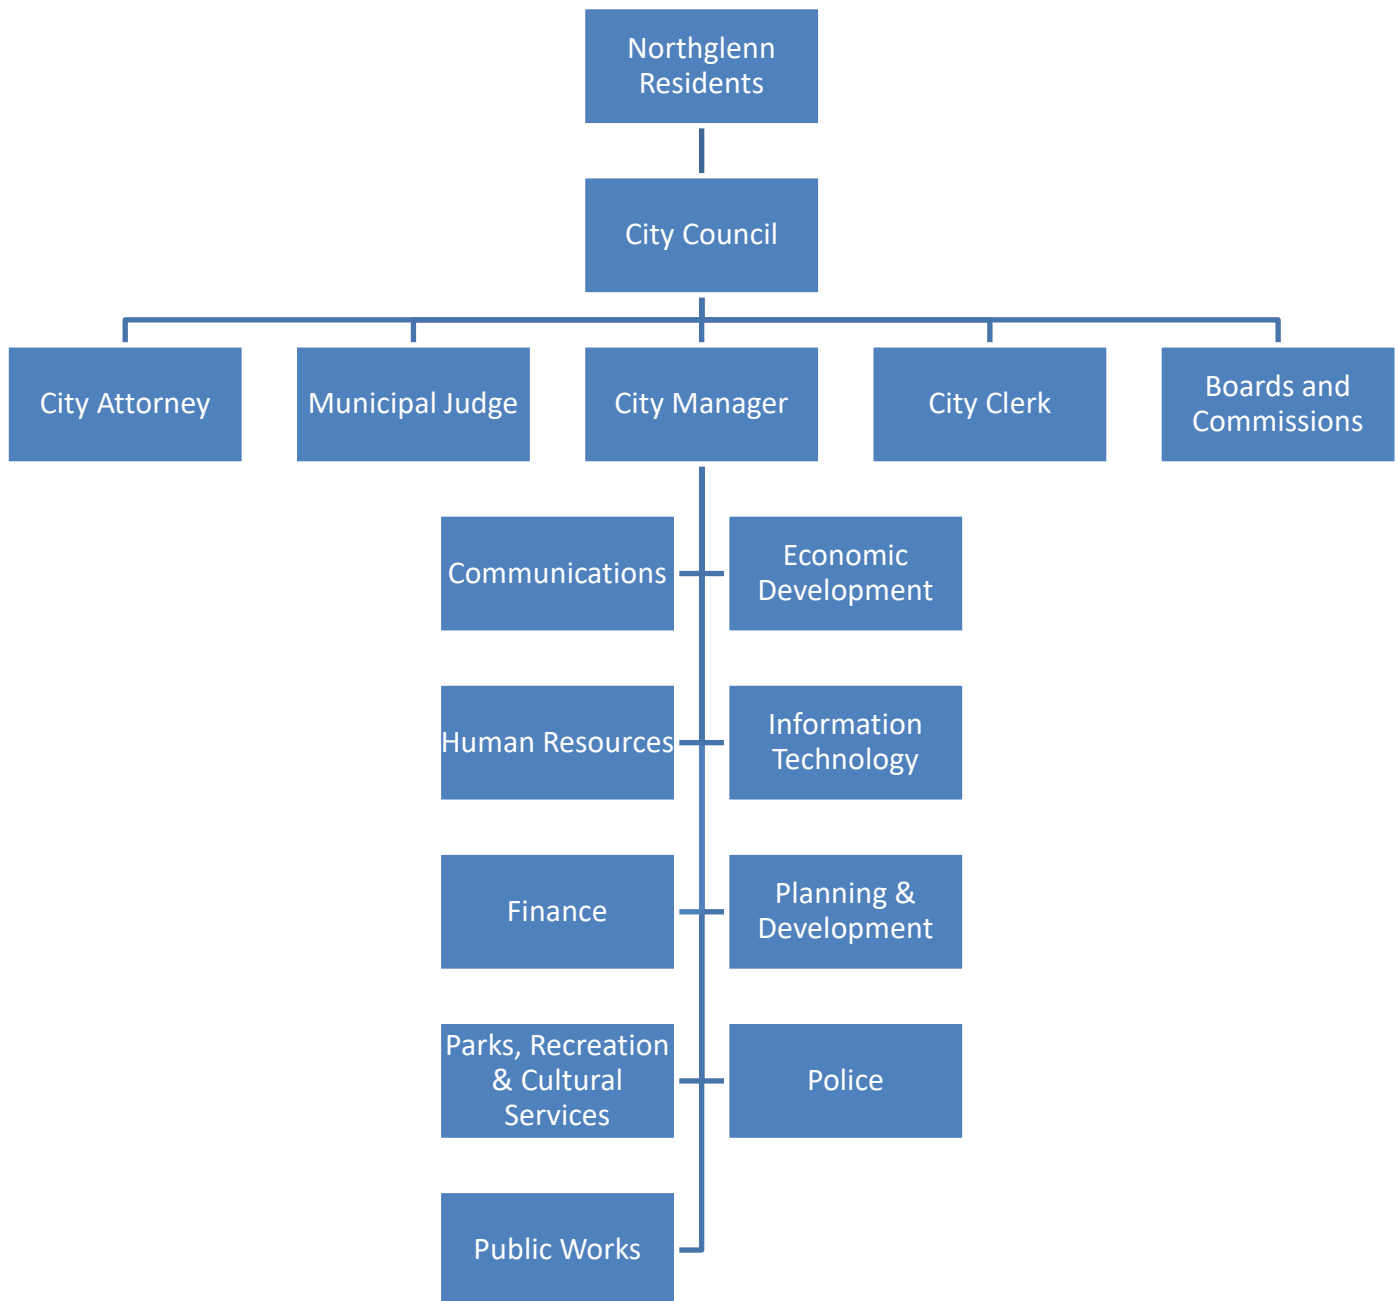 Northglenn
Residents
City Council
City Attorney
Municipal Judge
City Manager
City Clerk
Boards and
Commissions
Communications
Economic
Development
Human Resources
Information
Technology
Finance
Planning &
Development
Parks, Recreation
& Cultural
Services
Police
Public Works